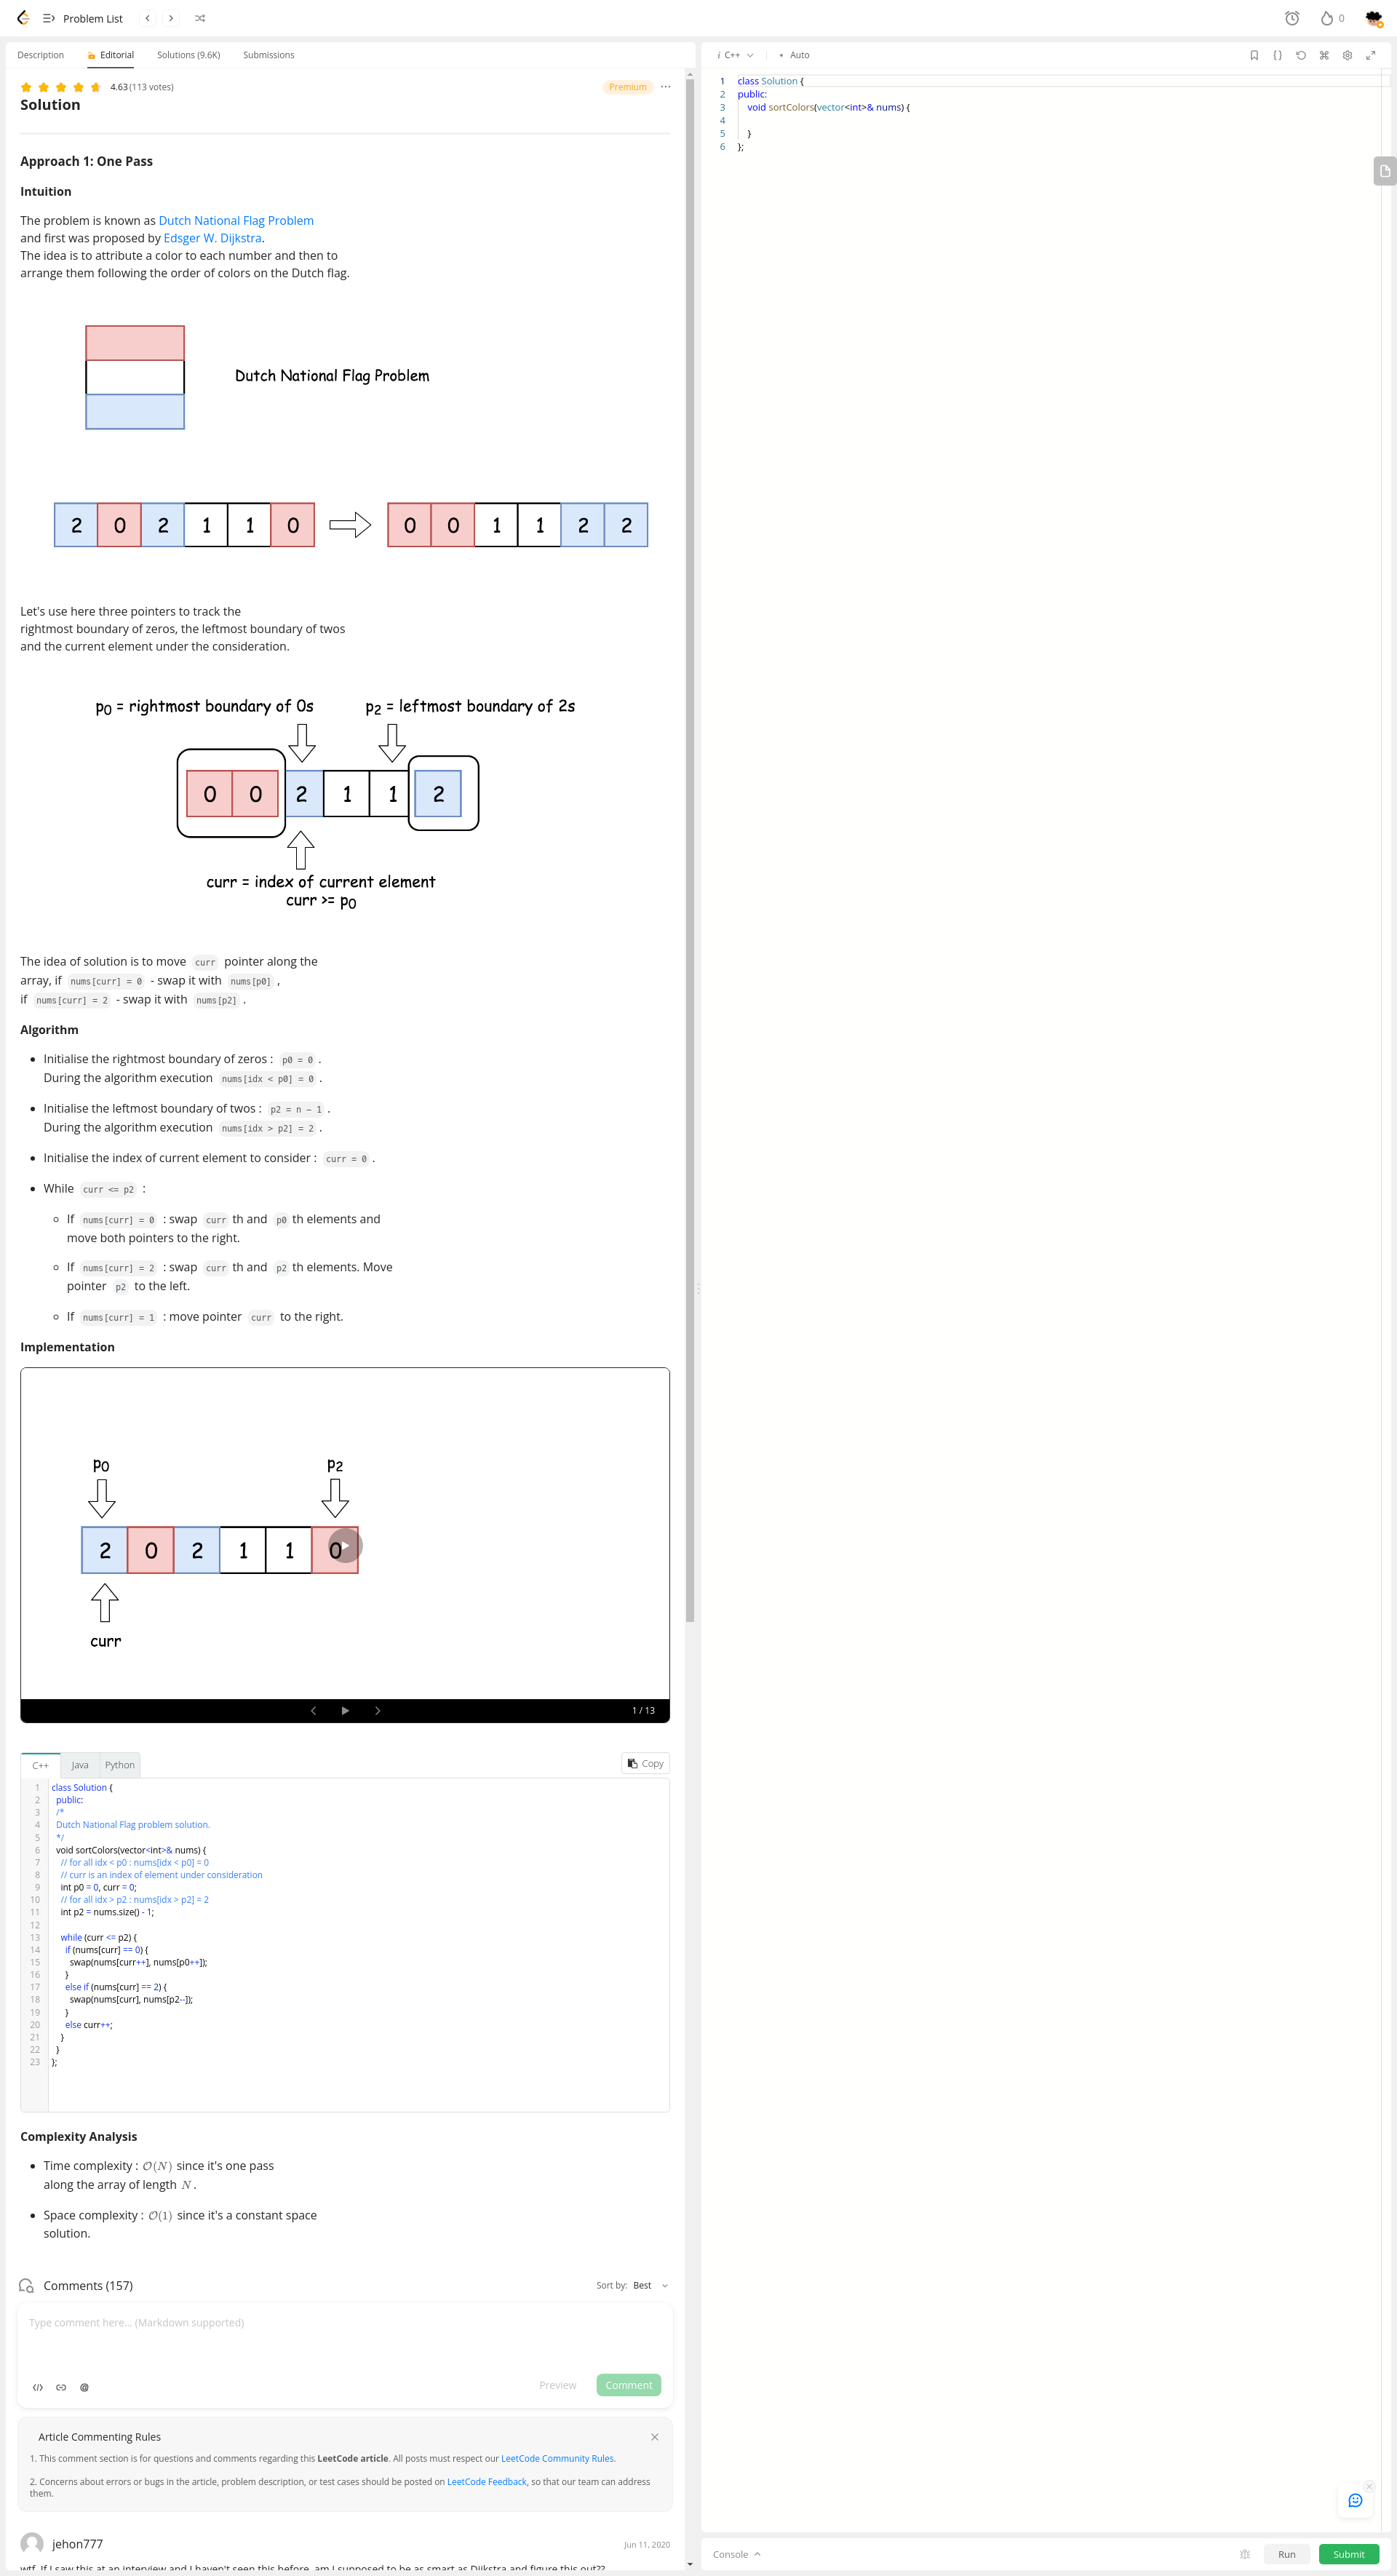 Problem List
0
Description
Editorial
Solutions (9.6K)
Submissions
4.63 (113 votes)
Premium
Solution
Approach 1: One Pass
Intuition
The problem is known as Dutch National Flag Problem
and first was proposed by Edsger W. Dijkstra.
The idea is to attribute a color to each number and then to
arrange them following the order of colors on the Dutch flag.
Dutch National Flag Problem
2 0 2 1 1 0 0 0 1 1 2 2
Let's use here three pointers to track the
rightmost boundary of zeros, the leftmost boundary of twos
and the current element under the consideration.
p0 = rightmost boundary of 0s p2 = leftmost boundary of 2s
0 0 2 1 1 2
curr = index of current element
curr >= p0
The idea of solution is to move curr pointer along the
array, if nums[curr] = 0 - swap it with nums[p0] ,
if nums[curr] = 2 - swap it with nums[p2] .
Algorithm
• Initialise the rightmost boundary of zeros : p0 = 0 .
During the algorithm execution nums[idx < p0] = 0 .
• Initialise the leftmost boundary of twos : p2 = n - 1 .
During the algorithm execution nums[idx > p2] = 2 .
• Initialise the index of current element to consider : curr = 0 .
• While curr <= p2 :
If nums[curr] = 0 : swap curr th and p0 th elements and
move both pointers to the right.
If nums[curr] = 2 : swap curr th and p2 th elements. Move
pointer p2 to the left.
If nums[curr] = 1 : move pointer curr to the right.
Implementation
p0 p2
2 0 2 1 1 0
curr
1 / 13
C++ Java Python
Copy
1 class Solution {
2 public:
3 /*
4 Dutch National Flag problem solution.
5 */
6 void sortColors(vector<int>& nums) {
7 // for all idx < p0 : nums[idx < p0] = 0
8 // curr is an index of element under consideration
9 int p0 = 0, curr = 0;
10 // for all idx > p2 : nums[idx > p2] = 2
11 int p2 = nums.size() - 1;
12
13 while (curr <= p2) {
14 if (nums[curr] == 0) {
15 swap(nums[curr++], nums[p0++]);
16 }
17 else if (nums[curr] == 2) {
18 swap(nums[curr], nums[p2--]);
19 }
20 else curr++;
21 }
22 }
23 };
Complexity Analysis
• Time complexity : O(N) since it's one pass
along the array of length N.
• Space complexity : O(1) since it's a constant space
solution.
Comments (157)
Sort by: Best
Type comment here... (Markdown supported)
</> @
Preview
Comment
Article Commenting Rules
1. This comment section is for questions and comments regarding this LeetCode article. All posts must respect our LeetCode Community Rules.
2. Concerns about errors or bugs in the article, problem description, or test cases should be posted on LeetCode Feedback, so that our team can address
them.
jehon777
Jun 11, 2020
wtf. If I saw this at an interview and I haven't seen this before, am I supposed to be as smart as Dijkstra and figure this out??
i C++
• Auto
{}
1 class Solution {
2 public:
3 void sortColors(vector<int>& nums) {
4
5 }
6 };
Console
Run
Submit